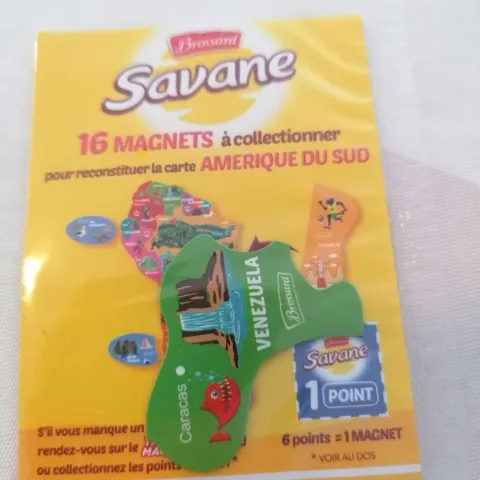 Brossard
Savane
16 MAGNETS à collectionner
pour reconstituer la carte AMERIQUE DU SUD
VENEZUELA
Brossard
Caracas
Brossard
Savane
1 POINT
S'il vous manque un
rendez-vous sur le
ou collectionnez les points
6 points = 1 MAGNET
* VOIR AU DOS